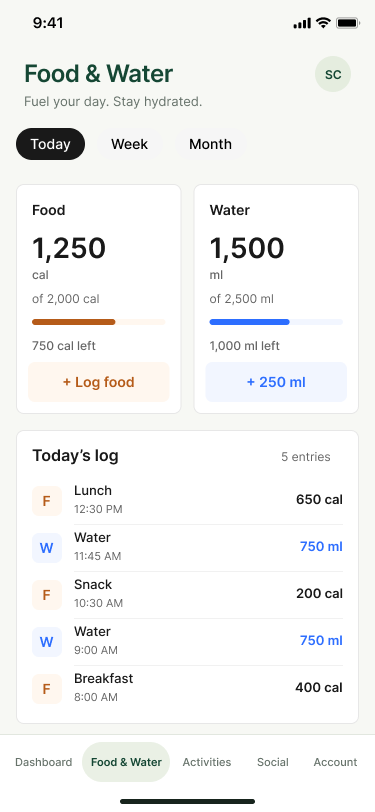 9:41
Food & Water
SC
Fuel your day. Stay hydrated.
Today
Week
Month
Food
1,250
cal
of 2,000 cal
750 cal left
+ Log food
Water
1,500
ml
of 2,500 ml
1,000 ml left
+ 250 ml
Today’s log
5 entries
F
Lunch
12:30 PM
650 cal
W
Water
11:45 AM
750 ml
F
Snack
10:30 AM
200 cal
W
Water
9:00 AM
750 ml
F
Breakfast
8:00 AM
400 cal
Dashboard
Food & Water
Activities
Social
Account